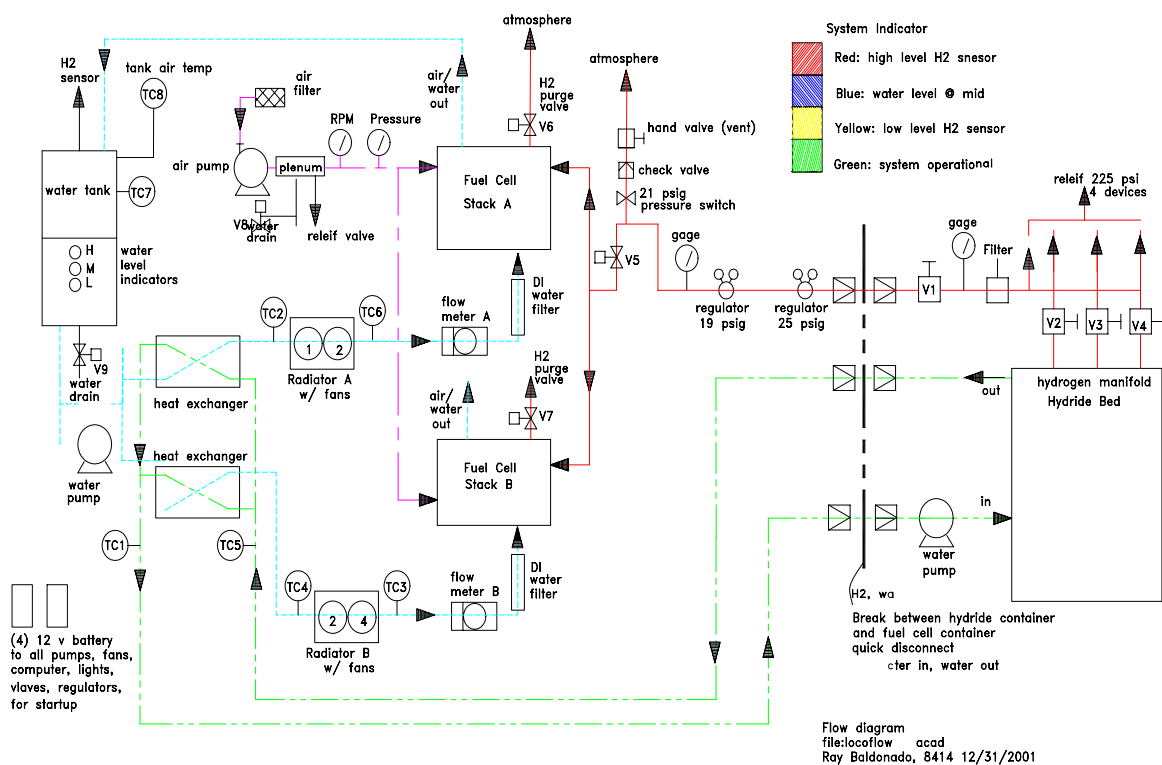 atmosphere
System Indicator
Red: high level H2 snesor
Blue: water level @ mid
Yellow: low level H2 sensor
Green: system operational
H2
sensor
tank air temp
TC8
air
filter
air/
water
out
H2
purge
valve
V6
atmosphere
hand valve (vent)
check valve
21 psig
pressure switch
RPM
Pressure
air pump
plenum
Fuel Cell
Stack A
water tank
TC7
V8
water
drain
releif valve
releif 225 psi
4 devices
H
M
L
water
level
indicators
V5
gage
gage
Filter
regulator
19 psig
regulator
25 psig
V1
V2
V3
V4
TC2
TC6
flow
meter A
DI
water
filter
1
2
Radiator A
w/ fans
V9
water
drain
heat exchanger
H2
purge
valve
V7
air/
water
out
out
hydrogen manifold
Hydride Bed
heat exchanger
water
pump
Fuel Cell
Stack B
in
water
pump
TC1
TC5
TC4
TC3
flow
meter B
DI
water
filter
2
4
Radiator B
w/ fans
(4) 12 v battery
to all pumps, fans,
computer, lights,
vlaves, regulators,
for startup
H2, wa
Break between hydride container
and fuel cell container
quick disconnect
cter in, water out
Flow diagram
file:locoflow acad
Ray Baldonado, 8414 12/31/2001